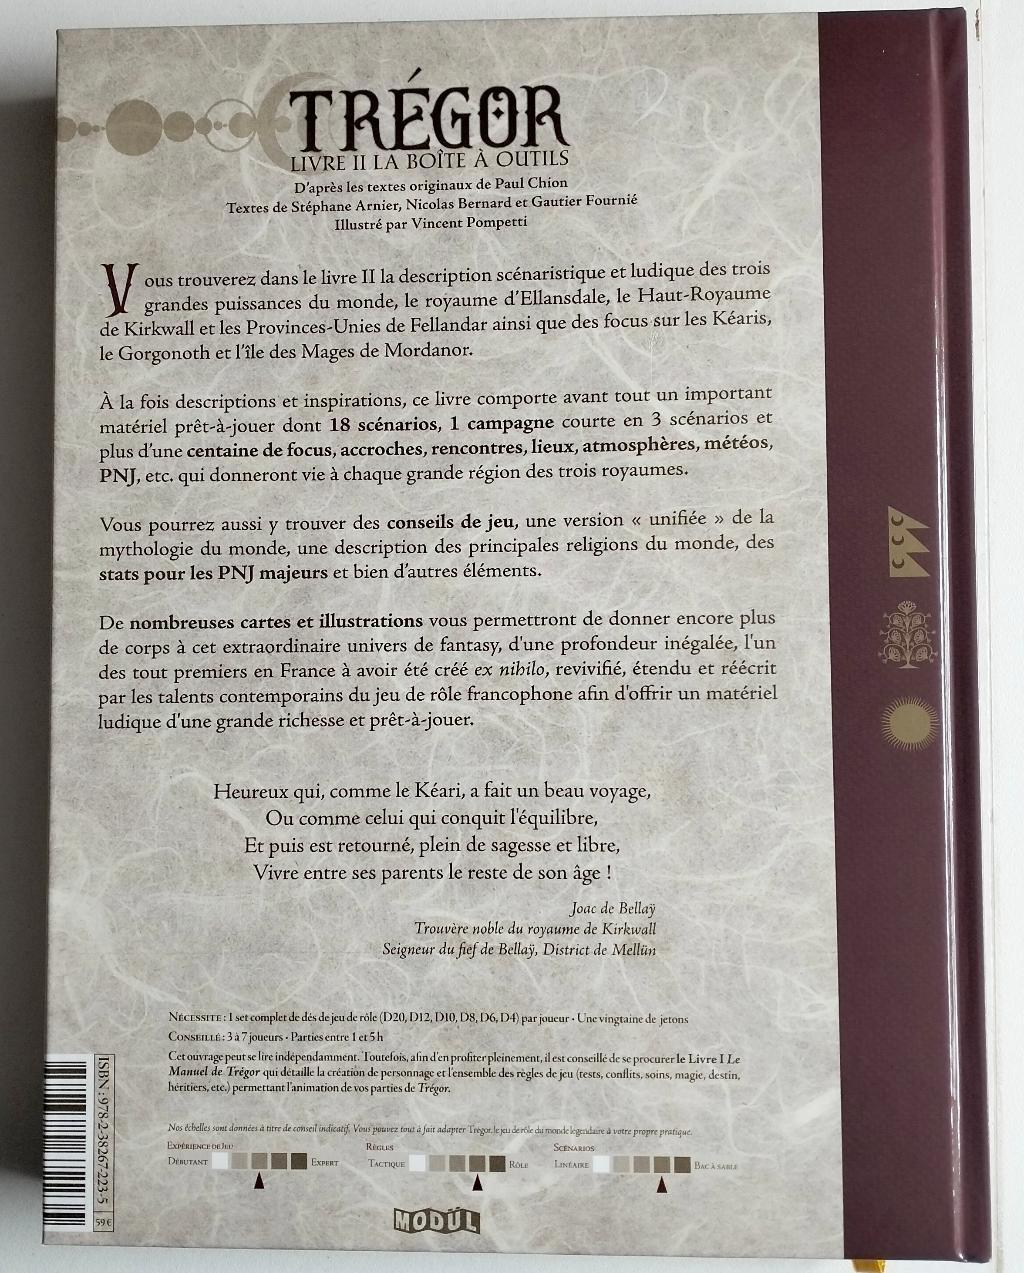 TRÉGOR
LIVRE II LA BOÎTE À OUTILS
D'après les textes originaux de Paul Chion
Textes de Stéphane Arnier, Nicolas Bernard et Gautier Fournié
Illustré par Vincent Pompetti
Vous trouverez dans le livre II la description scénaristique et ludique des trois
grandes puissances du monde, le royaume d'Ellansdale, le Haut-Royaume
de Kirkwall et les Provinces-Unies de Fellandar ainsi que des focus sur les Kéaris,
le Gorgonoth et l'île des Mages de Mordanor.
À la fois descriptions et inspirations, ce livre comporte avant tout un important
matériel prêt-à-jouer dont 18 scénarios, 1 campagne courte en 3 scénarios et
plus d'une centaine de focus, accroches, rencontres, lieux, atmosphères, météos,
PNJ, etc. qui donneront vie à chaque grande région des trois royaumes.
Vous pourrez aussi y trouver des conseils de jeu, une version « unifiée » de la
mythologie du monde, une description des principales religions du monde, des
stats pour les PNJ majeurs et bien d'autres éléments.
De nombreuses cartes et illustrations vous permettront de donner encore plus
de corps à cet extraordinaire univers de fantasy, d'une profondeur inégalée, l'un
des tout premiers en France à avoir été créé ex nihilo, revivifié, étendu et réécrit
par les talents contemporains du jeu de rôle francophone afin d'offrir un matériel
ludique d'une grande richesse et prêt-à-jouer.
Heureux qui, comme le Kéari, a fait un beau voyage,
Ou comme celui qui conquit l'équilibre,
Et puis est retourné, plein de sagesse et libre,
Vivre entre ses parents le reste de son âge !
Joac de Bellaÿ
Trouvère noble du royaume de Kirkwall
Seigneur du fief de Bellaÿ, District de Mellün
NÉCESSITE : 1 set complet de dés de jeu de rôle (D20, D12, D10, D8, D6, D4) par joueur • Une vingtaine de jetons
CONSEILLÉ : 3 à 7 joueurs • Parties entre 1 et 5 h
Cet ouvrage peut se lire indépendamment. Toutefois, afin d'en profiter pleinement, il est conseillé de se procurer le Livre I Le
Manuel de Trégor qui détaille la création de personnage et l'ensemble des règles de jeu (tests, conflits, soins, magie, destin,
héritiers, etc.) permettant l'animation de vos parties de Trégor.
Nos échelles sont données à titre de conseil indicatif. Vous pouvez tout à fait adapter Trégor, le jeu de rôle du monde légendaire à votre propre pratique.
EXPÉRIENCE DE JEU
DÉBUTANT EXPERT
RÈGLES
TACTIQUE RÔLE
SCÉNARIOS
LINÉAIRE BAC À SABLE
MODÜL
ISBN : 978-2-38267-223-5
59 €